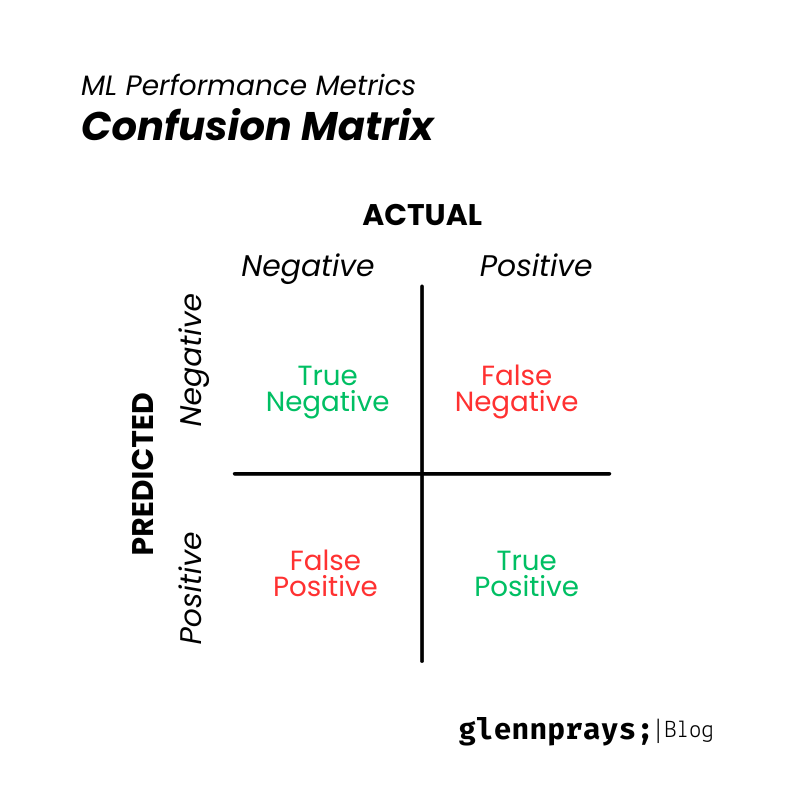 ML Performance Metrics
Confusion Matrix
ACTUAL
Negative Positive
PREDICTED
Negative
True False
Negative Negative
Positive
False True
Positive Positive
glennprays;|Blog